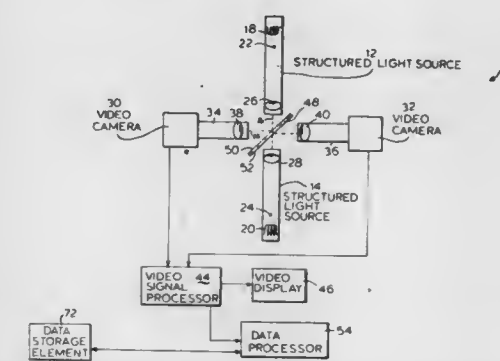 18
22
12
STRUCTURED LIGHT SOURCE
26
48
30
VIDEO
CAMERA
34
38
40
32
VIDEO
CAMERA
36
50
52
28
24
14
STRUCTURED
LIGHT
SOURCE
20
VIDEO 44
SIGNAL
PROCESSOR
VIDEO
DISPLAY
46
72
DATA
STORAGE
ELEMENT
DATA
PROCESSOR
54